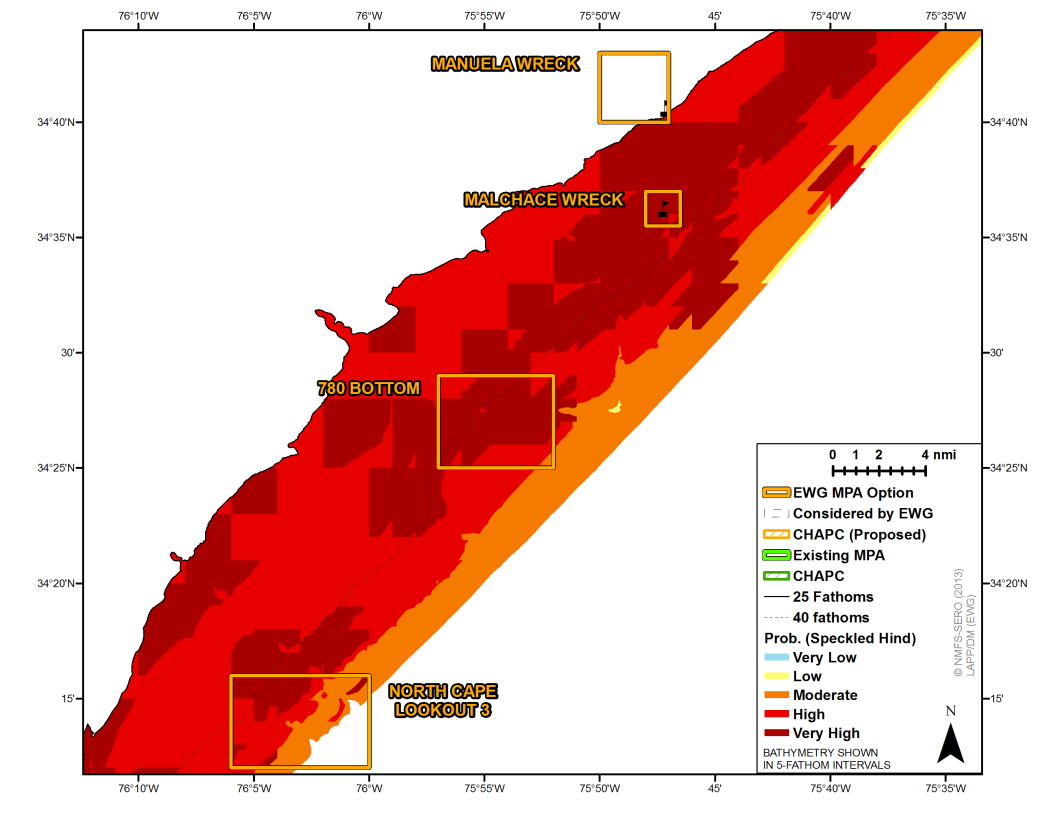 76°10'W 76°5'W 76°0'W 75°55'W 75°50'W 45' 75°40'W 75°35'W
MANUELA WRECK
34°40'N 34°40'N
MALCHACE WRECK
34°35'N 34°35'N
30' 30'
780 BOTTOM
34°25'N 34°25'N
0 1 2 4 nmi
EWG MPA Option
Considered by EWG
CHAPC (Proposed)
Existing MPA
CHAPC
25 Fathoms
40 fathoms
Prob. (Speckled Hind)
Very Low
Low
Moderate
High
Very High
BATHYMETRY SHOWN
IN 5-FATHOM INTERVALS
© NMFS-SERO (2013)
LAPP/DM (EWG)
N
34°20'N 34°20'N
NORTH CAPE
LOOKOUT 3
15' 15'
76°10'W 76°5'W 76°0'W 75°55'W 75°50'W 45' 75°40'W 75°35'W